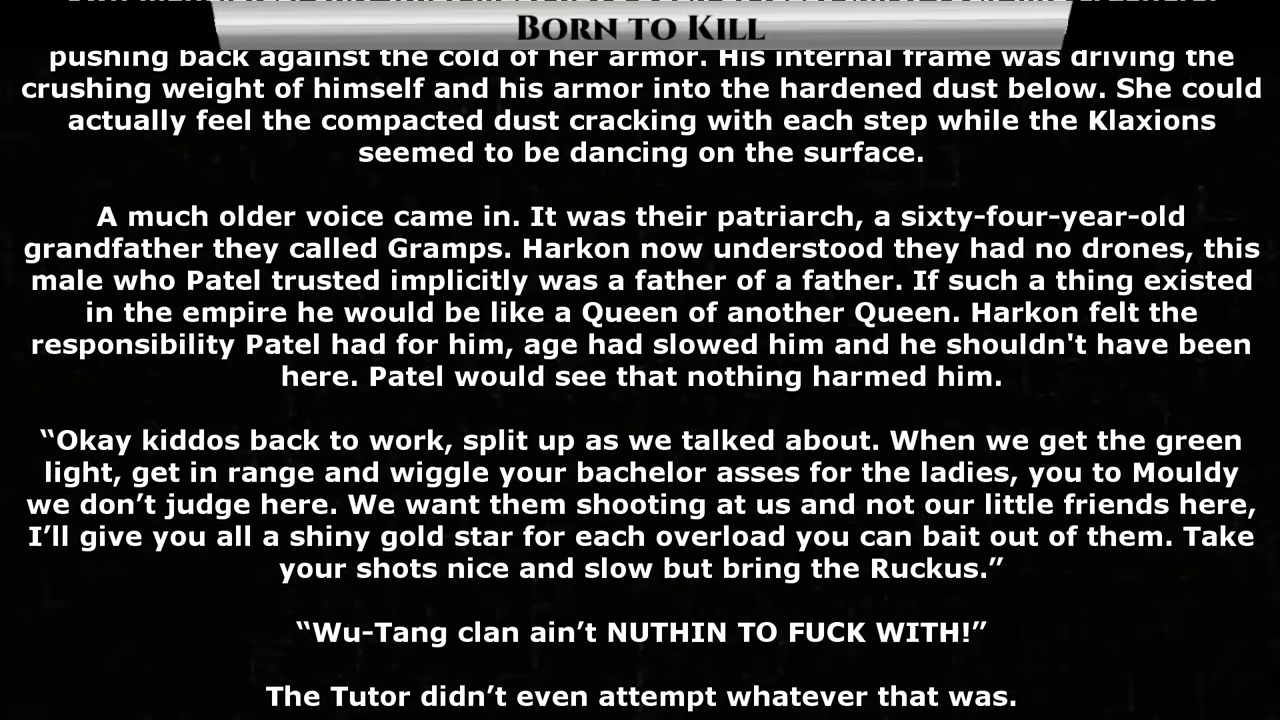 BORN TO KILL
pushing back against the cold of her armor. His internal frame was driving the
crushing weight of himself and his armor into the hardened dust below. She could
actually feel the compacted dust cracking with each step while the Klaxions
seemed to be dancing on the surface.
A much older voice came in. It was their patriarch, a sixty-four-year-old
grandfather they called Gramps. Harkon now understood they had no drones, this
male who Patel trusted implicitly was a father of a father. If such a thing existed
in the empire he would be like a Queen of another Queen. Harkon felt the
responsibility Patel had for him, age had slowed him and he shouldn't have been
here. Patel would see that nothing harmed him.
“Okay kiddos back to work, split up as we talked about. When we get the green
light, get in range and wiggle your bachelor asses for the ladies, you to Mouldy
we don’t judge here. We want them shooting at us and not our little friends here,
I’ll give you all a shiny gold star for each overload you can bait out of them. Take
your shots nice and slow but bring the Ruckus.”
“Wu-Tang clan ain’t NUTHIN TO FUCK WITH!”
The Tutor didn’t even attempt whatever that was.